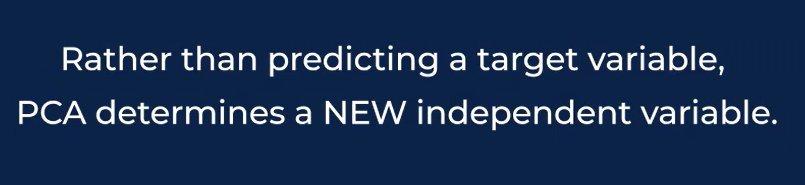 Rather than predicting a target variable,
PCA determines a NEW independent variable.